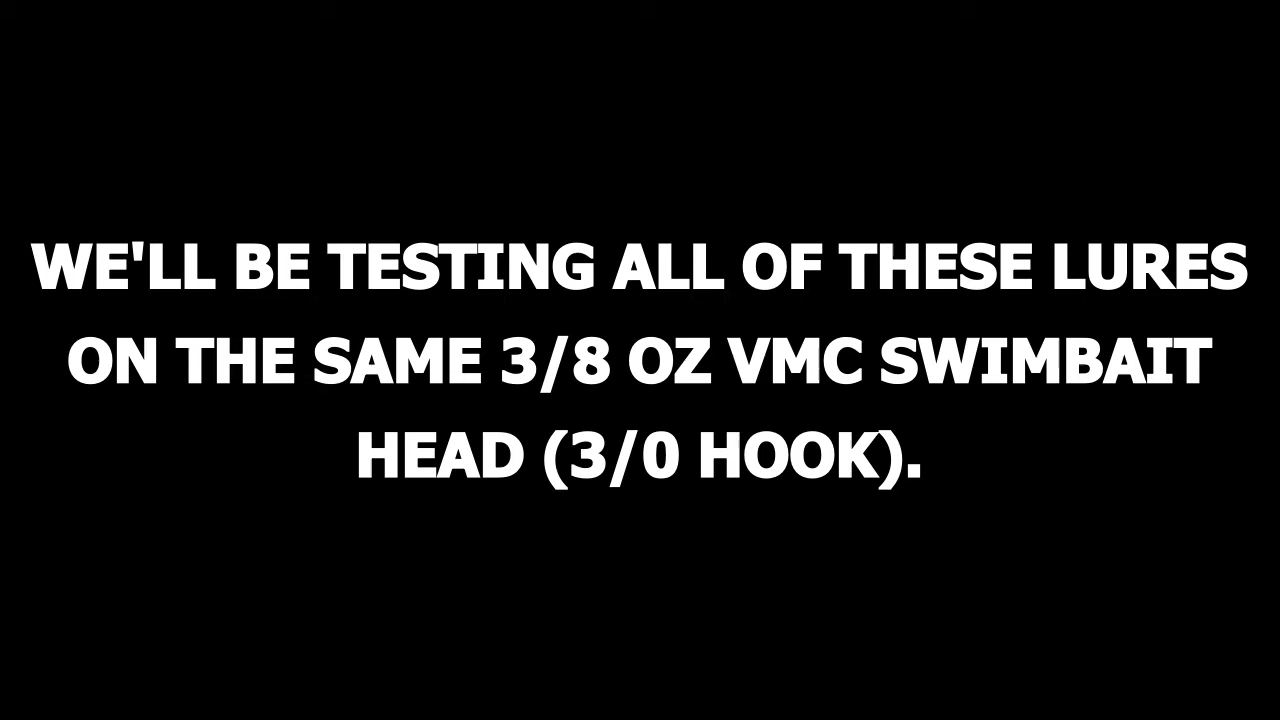 WE'LL BE TESTING ALL OF THESE LURES
ON THE SAME 3/8 OZ VMC SWIMBAIT
HEAD (3/0 HOOK).